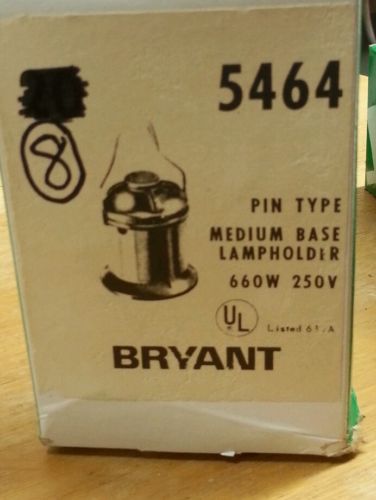 5464
8
PIN TYPE
MEDIUM BASE
LAMPHOLDER
660W 250V
UL
Listed
BRYANT